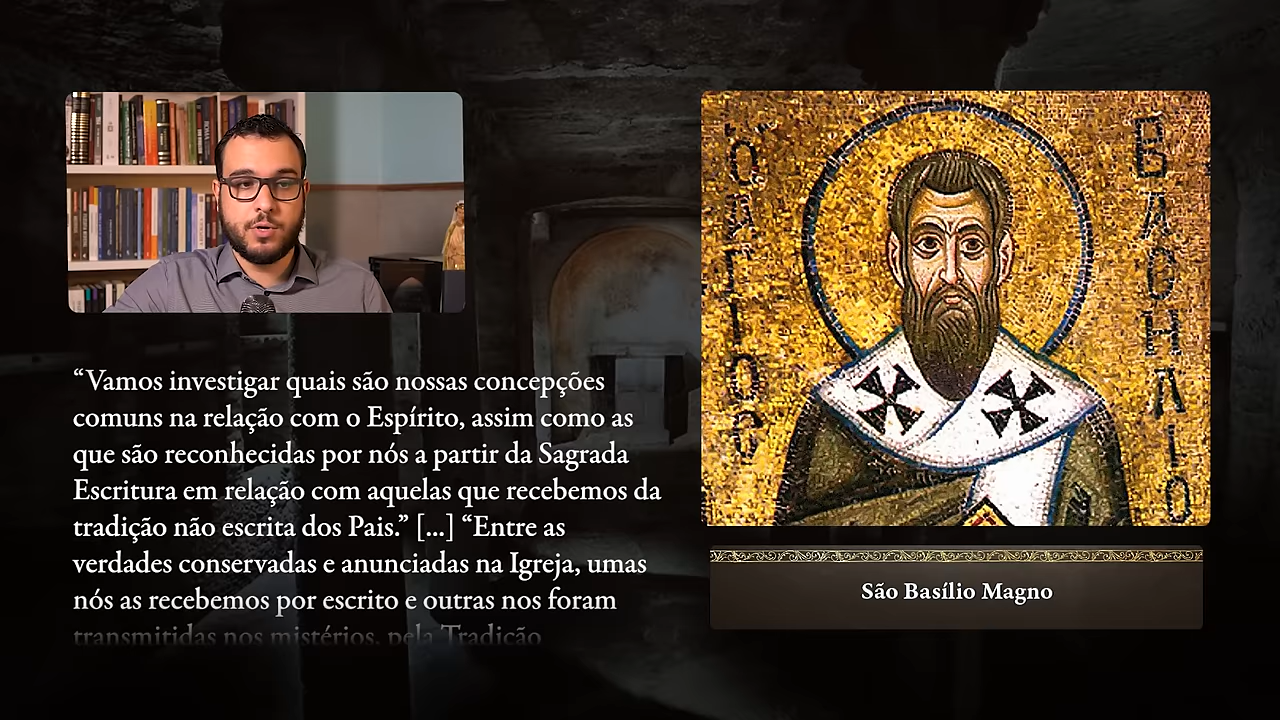 “Vamos investigar quais são nossas concepções
comuns na relação com o Espírito, assim como as
que são reconhecidas por nós a partir da Sagrada
Escritura em relação com aquelas que recebemos da
tradição não escrita dos Pais.” [...] “Entre as
verdades conservadas e anunciadas na Igreja, umas
nós as recebemos por escrito e outras nos foram
transmitidas nos mistérios, pela Tradição
São Basílio Magno